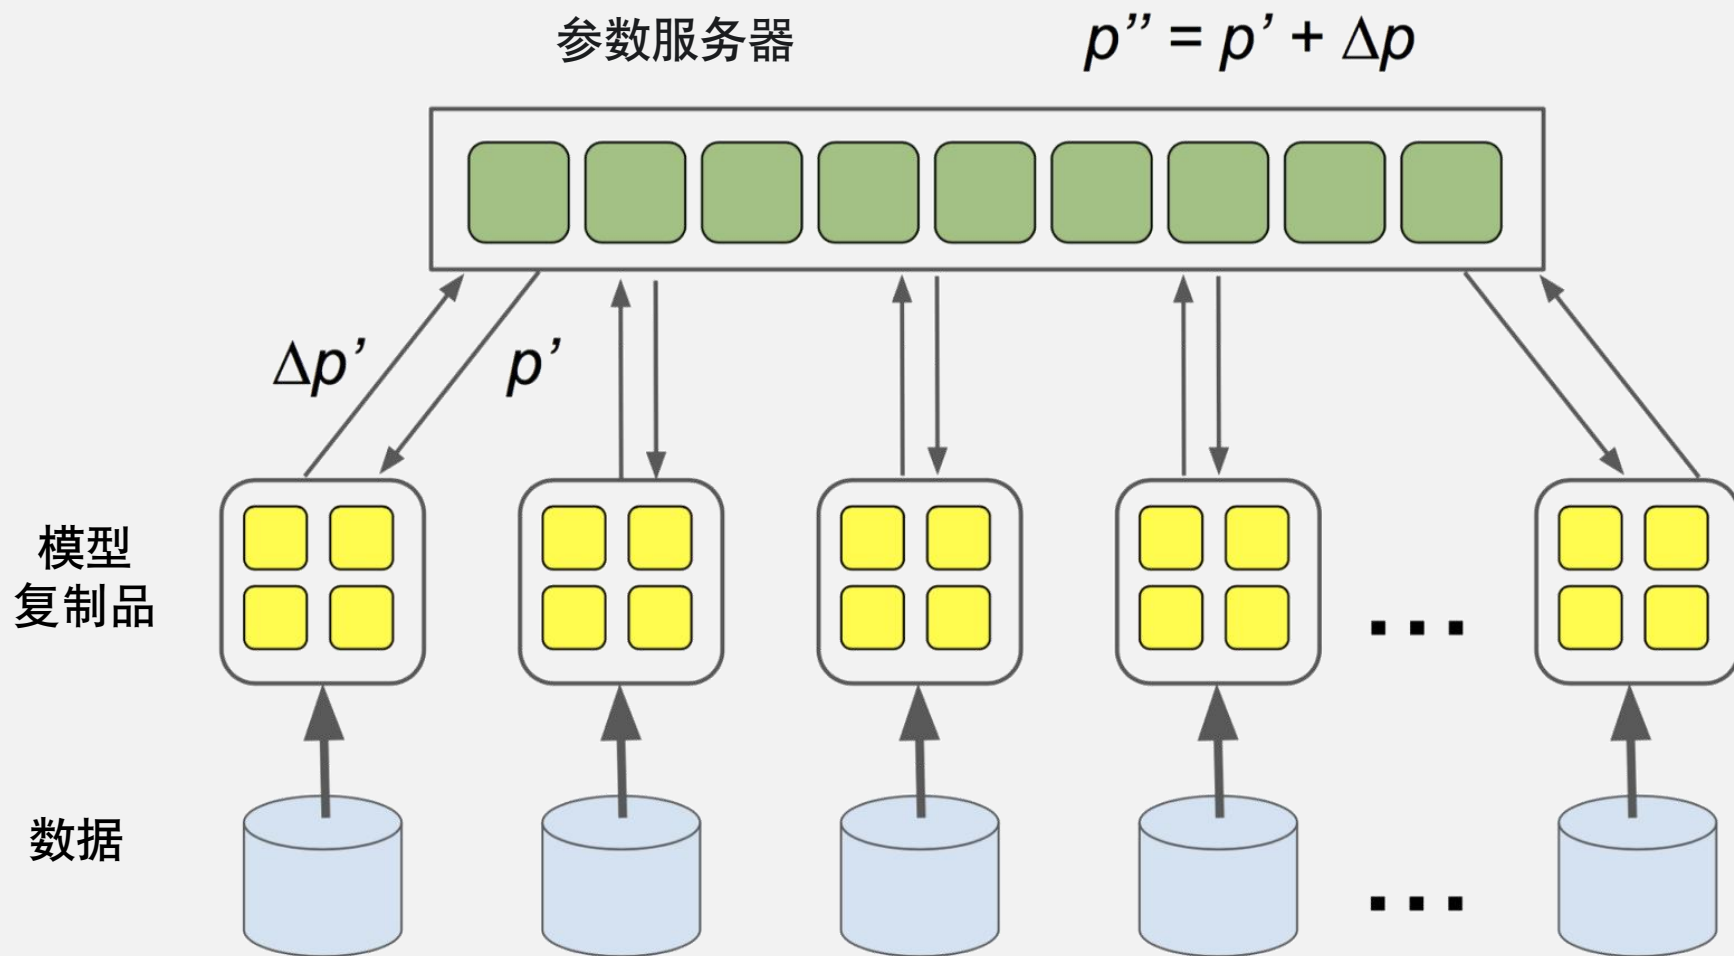 参数服务器
p’’ = p’ + Δp
Δp’
p’
模型
复制品
...
数据
...